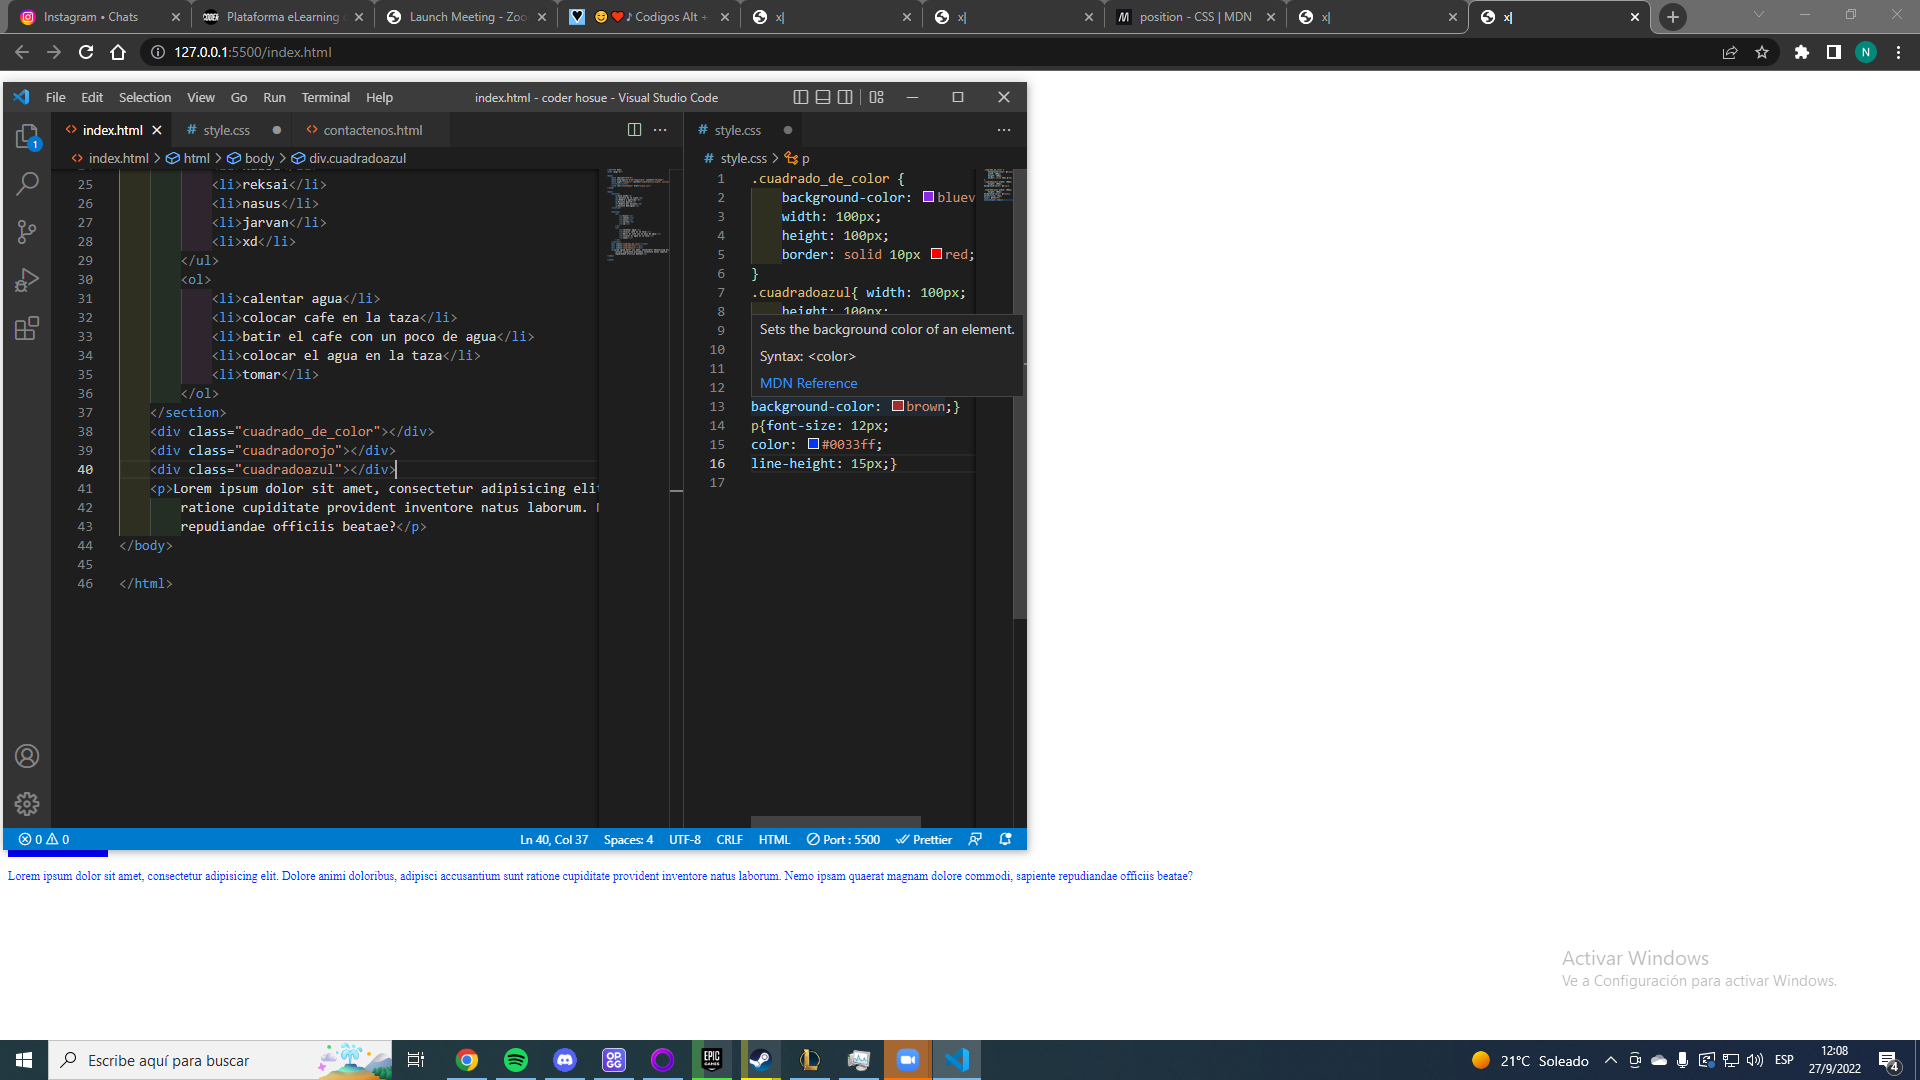 Instagram • Chats
Plataforma eLearning
Launch Meeting - Zoo
😊❤️♪ Codigos Alt +
x|
x|
position - CSS | MDN
x|
x|
127.0.0.1:5500/index.html
N
File Edit Selection View Go Run Terminal Help
index.html - coder hosue - Visual Studio Code
index.html
# style.css
contactenos.html
# style.css
index.html > html > body > div.cuadradoazul
# style.css > p
25 <li>reksai</li>
26 <li>nasus</li>
27 <li>jarvan</li>
28 <li>xd</li>
29 </ul>
30 <ol>
31 <li>calentar agua</li>
32 <li>colocar cafe en la taza</li>
33 <li>batir el cafe con un poco de agua</li>
34 <li>colocar el agua en la taza</li>
35 <li>tomar</li>
36 </ol>
37 </section>
38 <div class="cuadrado_de_color"></div>
39 <div class="cuadradorojo"></div>
40 <div class="cuadradoazul"></div>
41 <p>Lorem ipsum dolor sit amet, consectetur adipisicing elit
42 ratione cupiditate provident inventore natus laborum.
43 repudiandae officiis beatae?</p>
44 </body>
45
46 </html>
1 .cuadrado_de_color {
2 background-color: bluev
3 width: 100px;
4 height: 100px;
5 border: solid 10px red;
6 }
7 .cuadradoazul{ width: 100px;
8 height: 100px;
9
10
11
12
Sets the background color of an element.
Syntax: <color>
MDN Reference
13 background-color: brown;}
14 p{font-size: 12px;
15 color: #0033ff;
16 line-height: 15px;}
17
1
0 0
Ln 40, Col 37
Spaces: 4
UTF-8
CRLF
HTML
Port : 5500
Prettier
Lorem ipsum dolor sit amet, consectetur adipisicing elit. Dolore animi doloribus, adipisci accusantium sunt ratione cupiditate provident inventore natus laborum. Nemo ipsam quaerat magnam dolore commodi, sapiente repudiandae officiis beatae?
Activar Windows
Ve a Configuración para activar Windows.
Escribe aquí para buscar
OP.GG
EPIC GAMES
21°C Soleado
ESP
12:08
27/9/2022
4